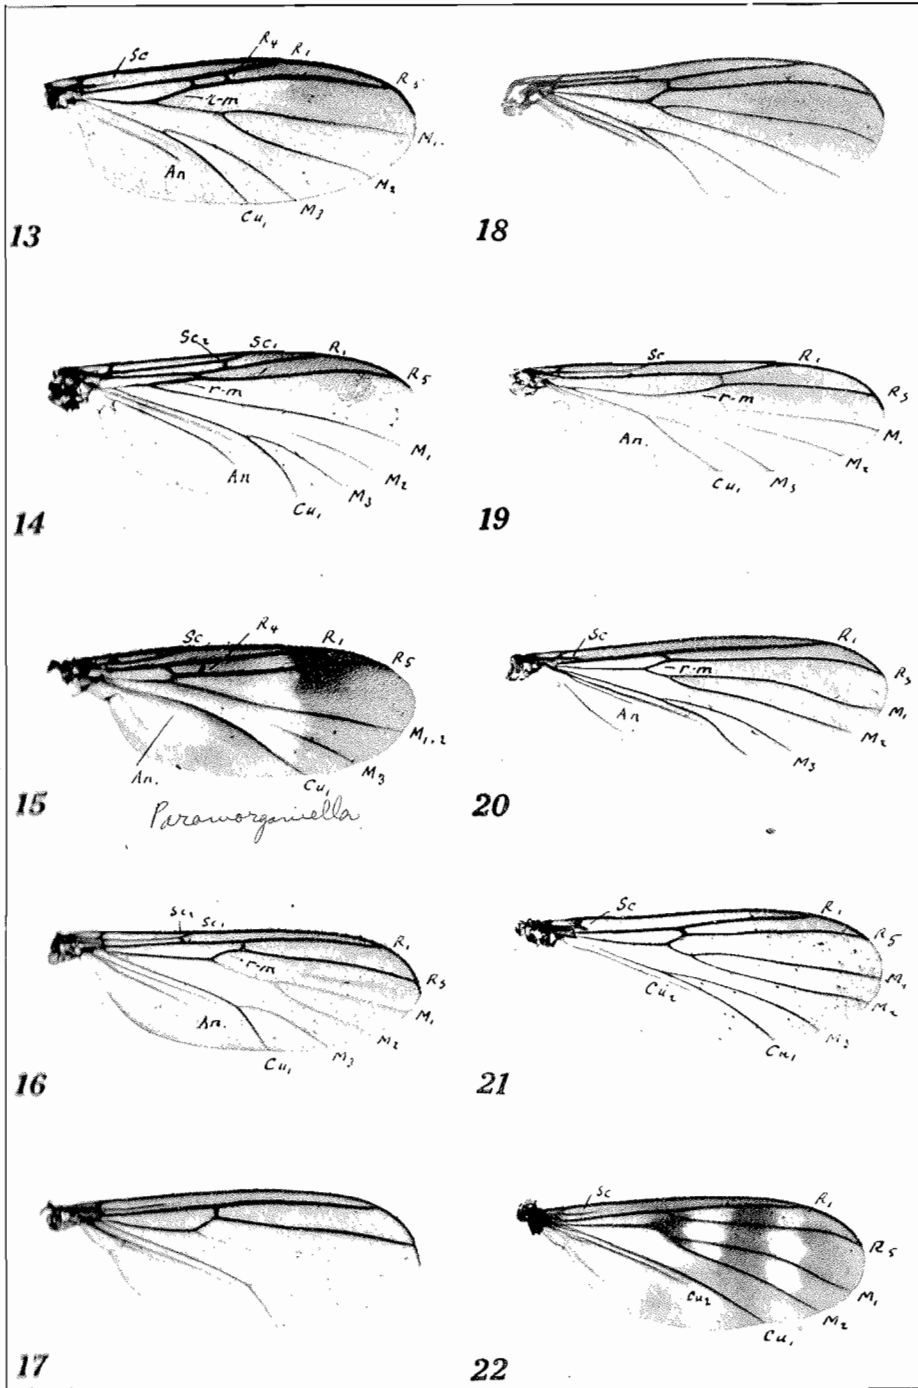 Sc R₄ R₁
R₅
r-m
M₁.
An M₂
Cu₁ M₃
13
18
Sc₂ Sc₁ R₁
R₅
r-m
M₁
An M₂
Cu₁ M₃
14
Sc R₁
R₅
r-m
M₁
An. M₂
Cu₁ M₃
19
Sc R₄ R₁
R₅
M₁₊₂
An. M₃
Cu₁
15
Paramorganiella
Sc R₁
r-m R₅
An M₁
M₂
M₃
20
Sc₂ Sc₁ R₁
r-m R₅
M₁
An. M₂
Cu₁ M₃
16
Sc R₁
R₅
M₁
Cu₂ M₂
M₃
Cu₁
21
17
Sc R₁
R₅
Cu₂ M₁
M₂
Cu₁
22